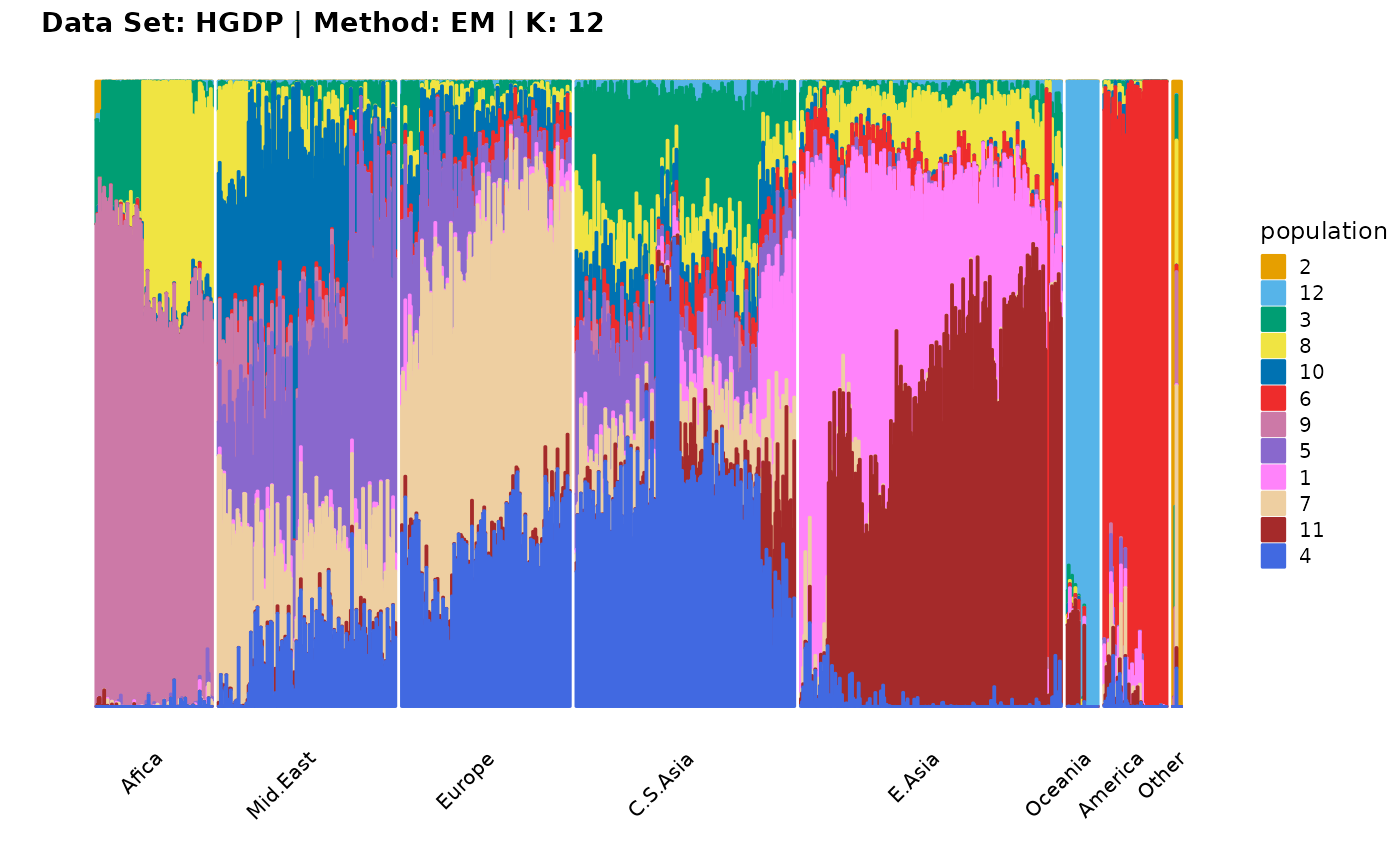 Data Set: HGDP | Method: EM | K: 12
population
2
12
3
8
10
6
9
5
1
7
11
4
Afica
Mid.East
Europe
C.S.Asia
E.Asia
Oceania
America
Other